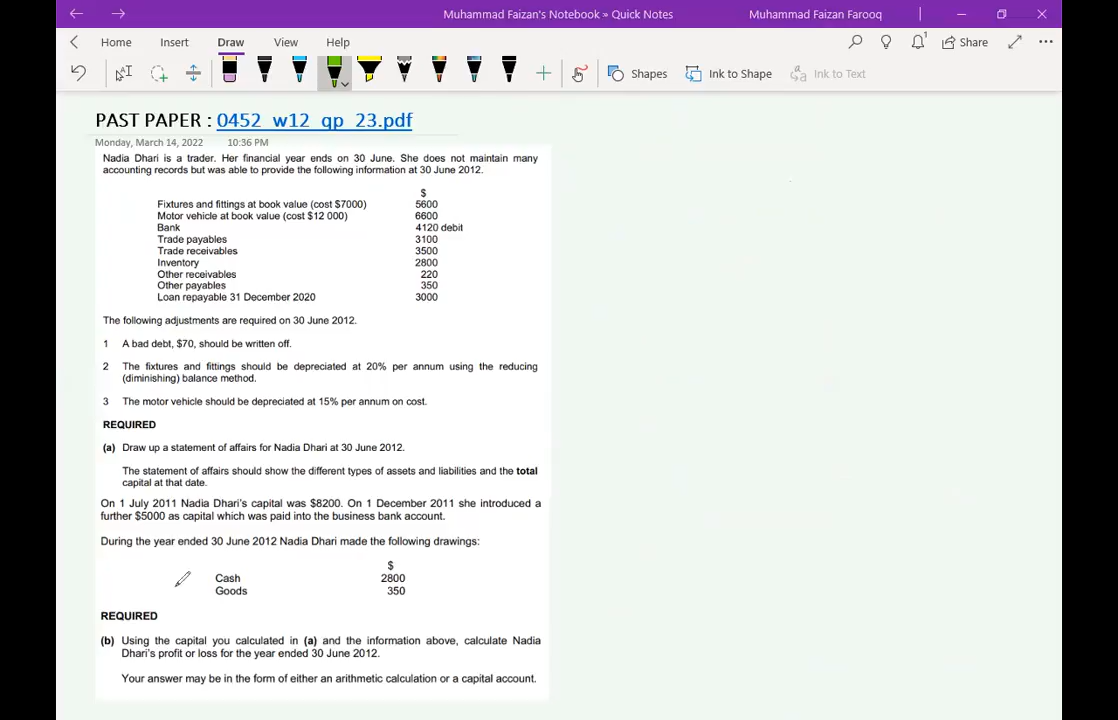 Muhammad Faizan's Notebook » Quick Notes
Muhammad Faizan Farooq
Home Insert Draw View Help
1
Share
Shapes
Ink to Shape
Ink to Text
PAST PAPER : 0452_w12_qp_23.pdf
Monday, March 14, 2022 10:36 PM
Nadia Dhari is a trader. Her financial year ends on 30 June. She does not maintain many
accounting records but was able to provide the following information at 30 June 2012.
$
Fixtures and fittings at book value (cost $7000) 5600
Motor vehicle at book value (cost $12 000) 6600
Bank 4120 debit
Trade payables 3100
Trade receivables 3500
Inventory 2800
Other receivables 220
Other payables 350
Loan repayable 31 December 2020 3000
The following adjustments are required on 30 June 2012.
1 A bad debt, $70, should be written off.
2 The fixtures and fittings should be depreciated at 20% per annum using the reducing
(diminishing) balance method.
3 The motor vehicle should be depreciated at 15% per annum on cost.
REQUIRED
(a) Draw up a statement of affairs for Nadia Dhari at 30 June 2012.
The statement of affairs should show the different types of assets and liabilities and the total
capital at that date.
On 1 July 2011 Nadia Dhari's capital was $8200. On 1 December 2011 she introduced a
further $5000 as capital which was paid into the business bank account.
During the year ended 30 June 2012 Nadia Dhari made the following drawings:
$
Cash 2800
Goods 350
REQUIRED
(b) Using the capital you calculated in (a) and the information above, calculate Nadia
Dhari's profit or loss for the year ended 30 June 2012.
Your answer may be in the form of either an arithmetic calculation or a capital account.